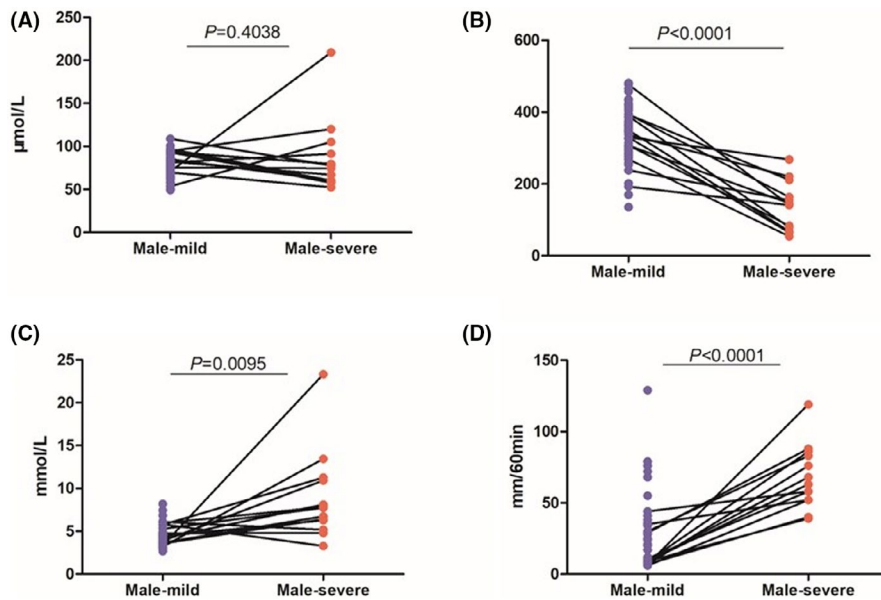 (A)
P=0.4038
250
200
150
100
50
0
μmol/L
Male-mild Male-severe
(B)
P<0.0001
600
400
200
0
Male-mild Male-severe
(C)
P=0.0095
25
20
15
10
5
0
mmol/L
Male-mild Male-severe
(D)
P<0.0001
150
100
50
0
mm/60min
Male-mild Male-severe